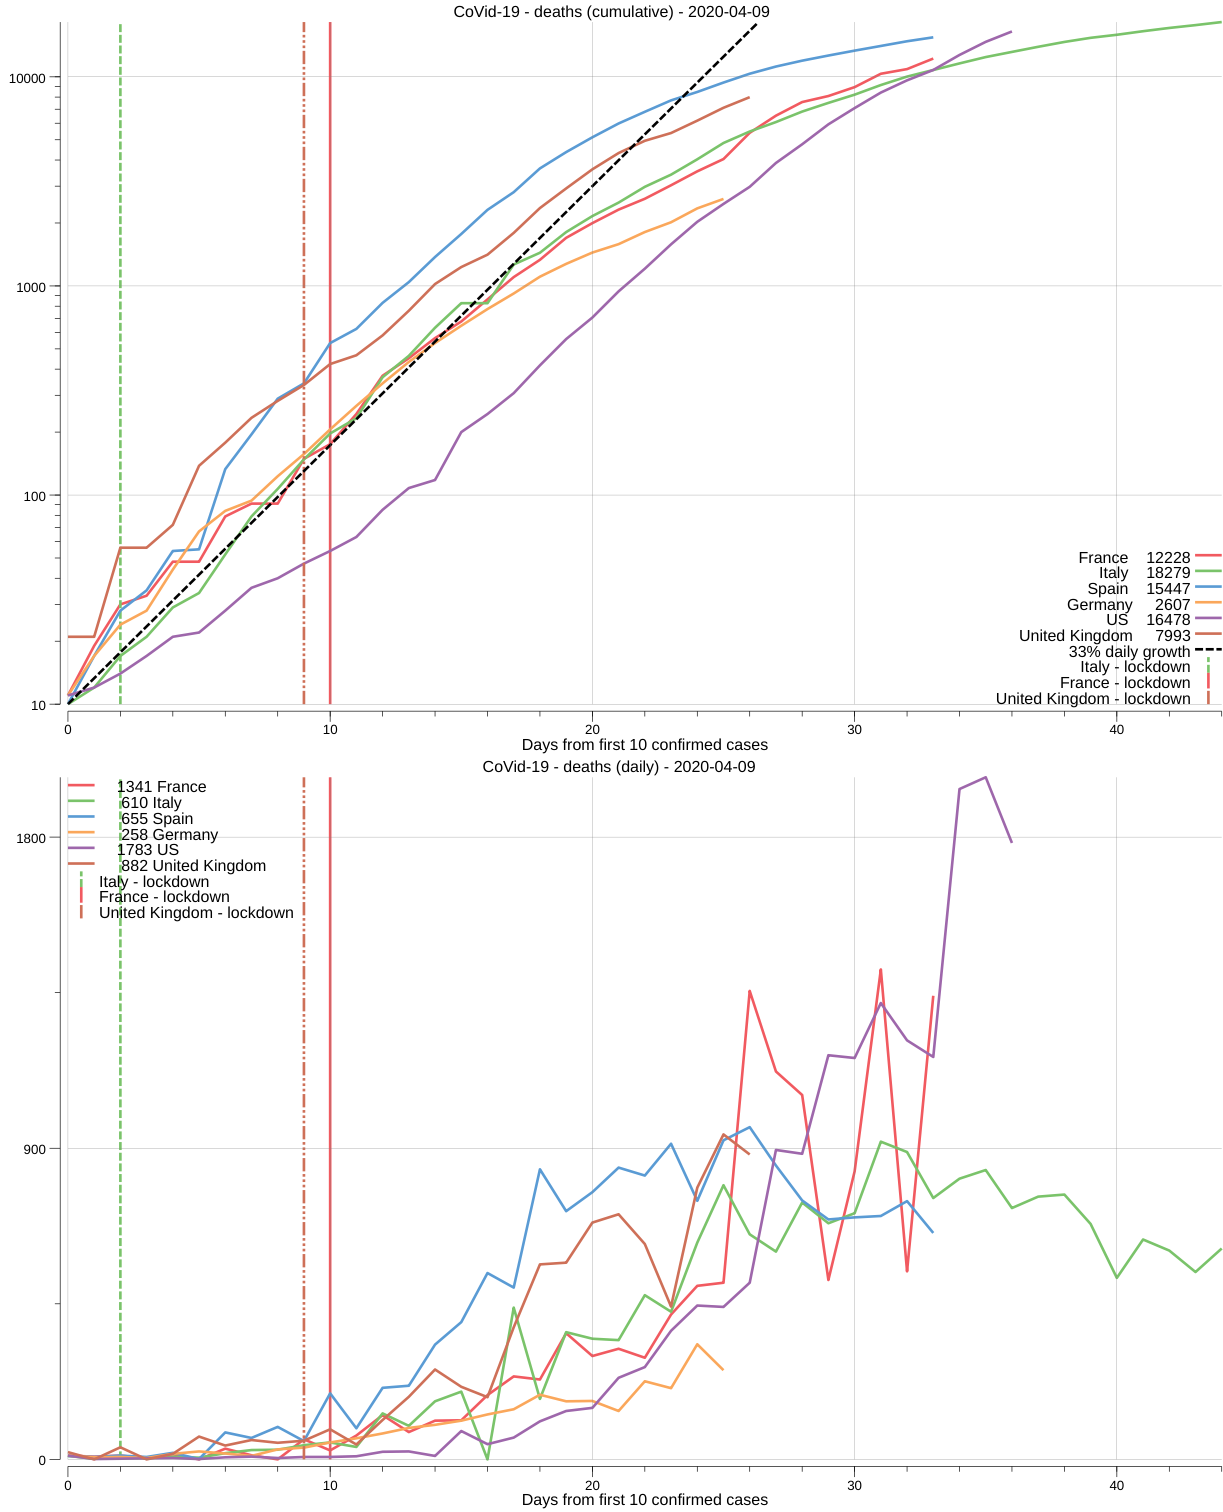 CoVid-19 - deaths (cumulative) - 2020-04-09
10000
1000
100
10
France 12228
Italy 18279
Spain 15447
Germany 2607
US 16478
United Kingdom 7993
33% daily growth
Italy - lockdown
France - lockdown
United Kingdom - lockdown
0 10 20 30 40
Days from first 10 confirmed cases
CoVid-19 - deaths (daily) - 2020-04-09
1341 France
610 Italy
655 Spain
258 Germany
1783 US
882 United Kingdom
Italy - lockdown
France - lockdown
United Kingdom - lockdown
1800
900
0
0 10 20 30 40
Days from first 10 confirmed cases